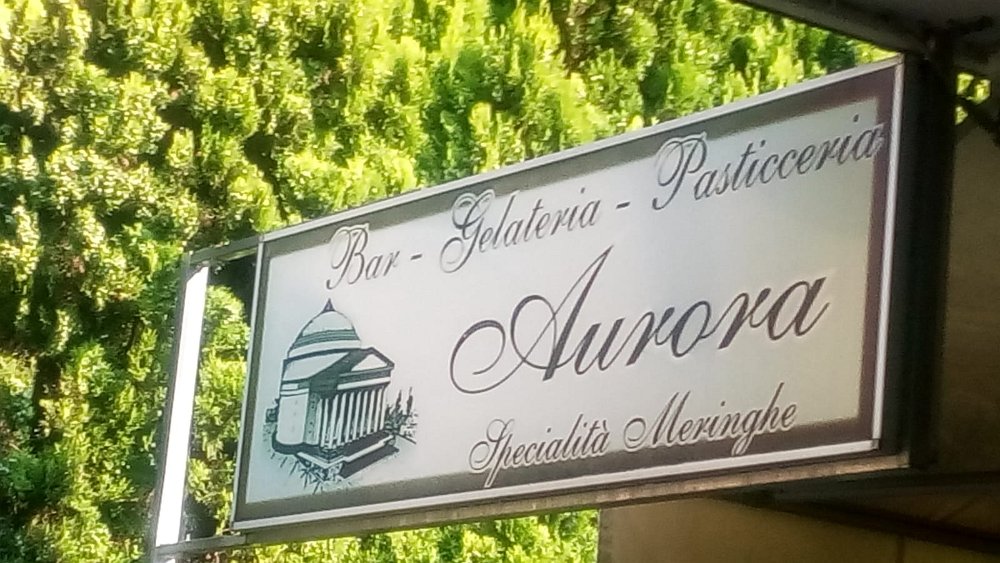 Bar - Gelateria - Pasticceria
Aurora
Specialità Meringhe